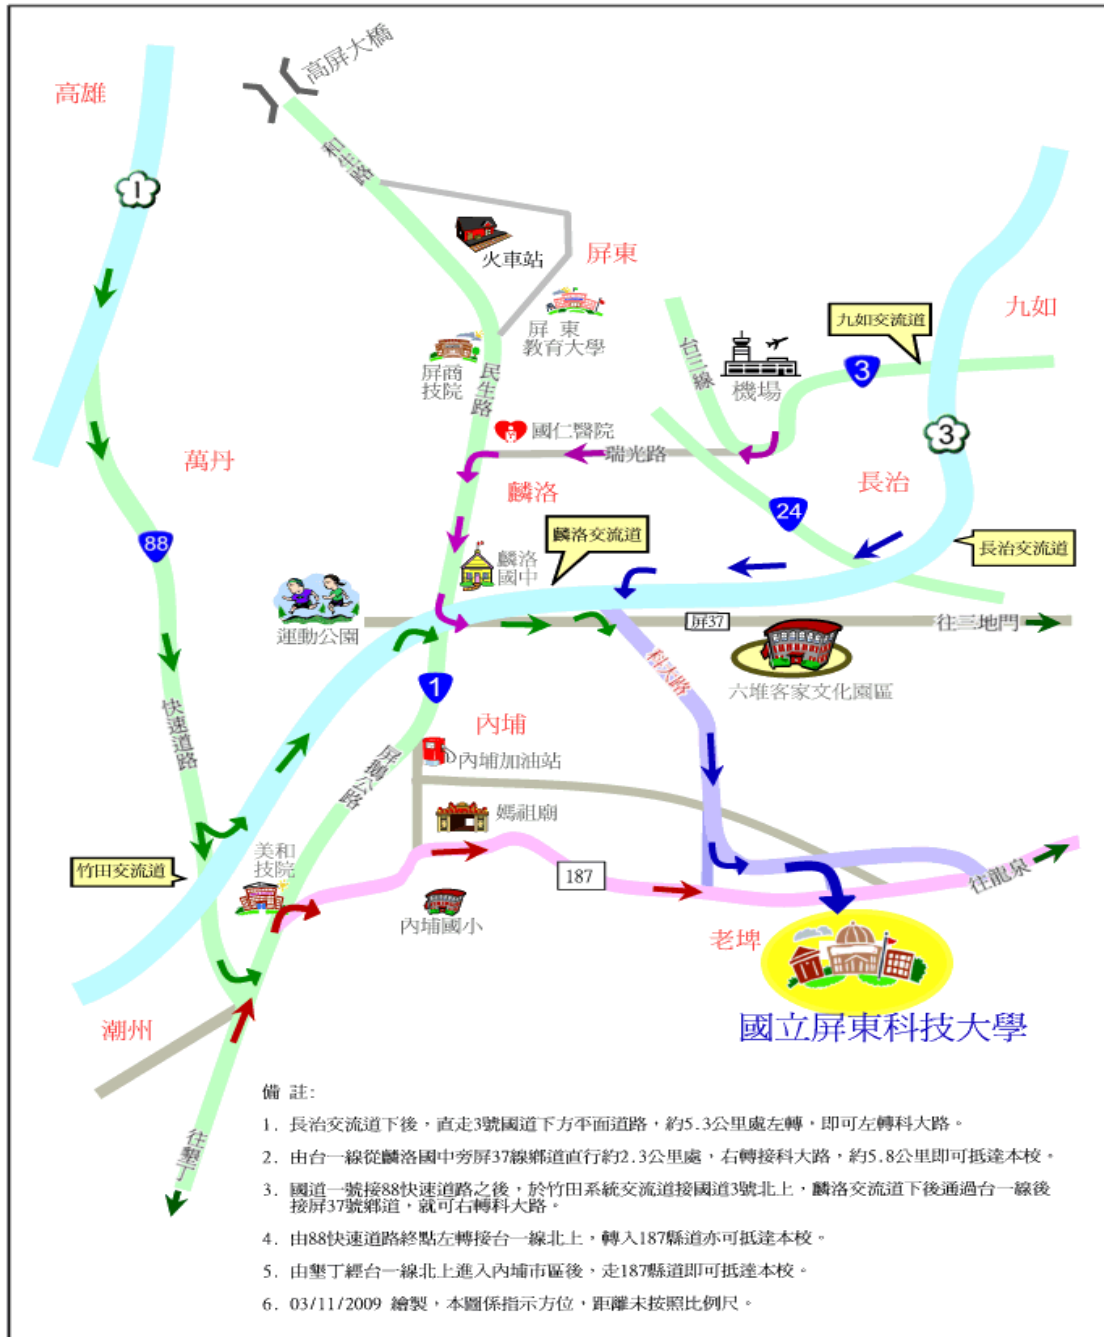 高屏大橋
高雄
1
和生路
火車站
屏東
屏東
教育大學
九如
九如交流道
台三線
機場
3
屏商
技院
民生路
國仁醫院
瑞光路
3
萬丹
麟洛
長治
24
88
麟洛交流道
長治交流道
麟洛
國中
運動公園
屏37
往三地門
科大路
六堆客家文化園區
1
內埔
快速道路
屏鵝公路
內埔加油站
媽祖廟
竹田交流道
美和
技院
187
往龍泉
內埔國小
老埤
潮州
國立屏東科技大學
往墾丁
備 註:
1. 長治交流道下後，直走3號國道下方平面道路，約5.3公里處左轉，即可左轉科大路。
2. 由台一線從麟洛國中旁屏37線鄉道直行約2.3公里處，右轉接科大路，約5.8公里即可抵達本校。
3. 國道一號接88快速道路之後，於竹田系統交流道接國道3號北上，麟洛交流道下後通過台一線後
接屏37號鄉道，就可右轉科大路。
4. 由88快速道路終點左轉接台一線北上，轉入187縣道亦可抵達本校。
5. 由墾丁經台一線北上進入內埔市區後，走187縣道即可抵達本校。
6. 03/11/2009 繪製，本圖係指示方位，距離未按照比例尺。